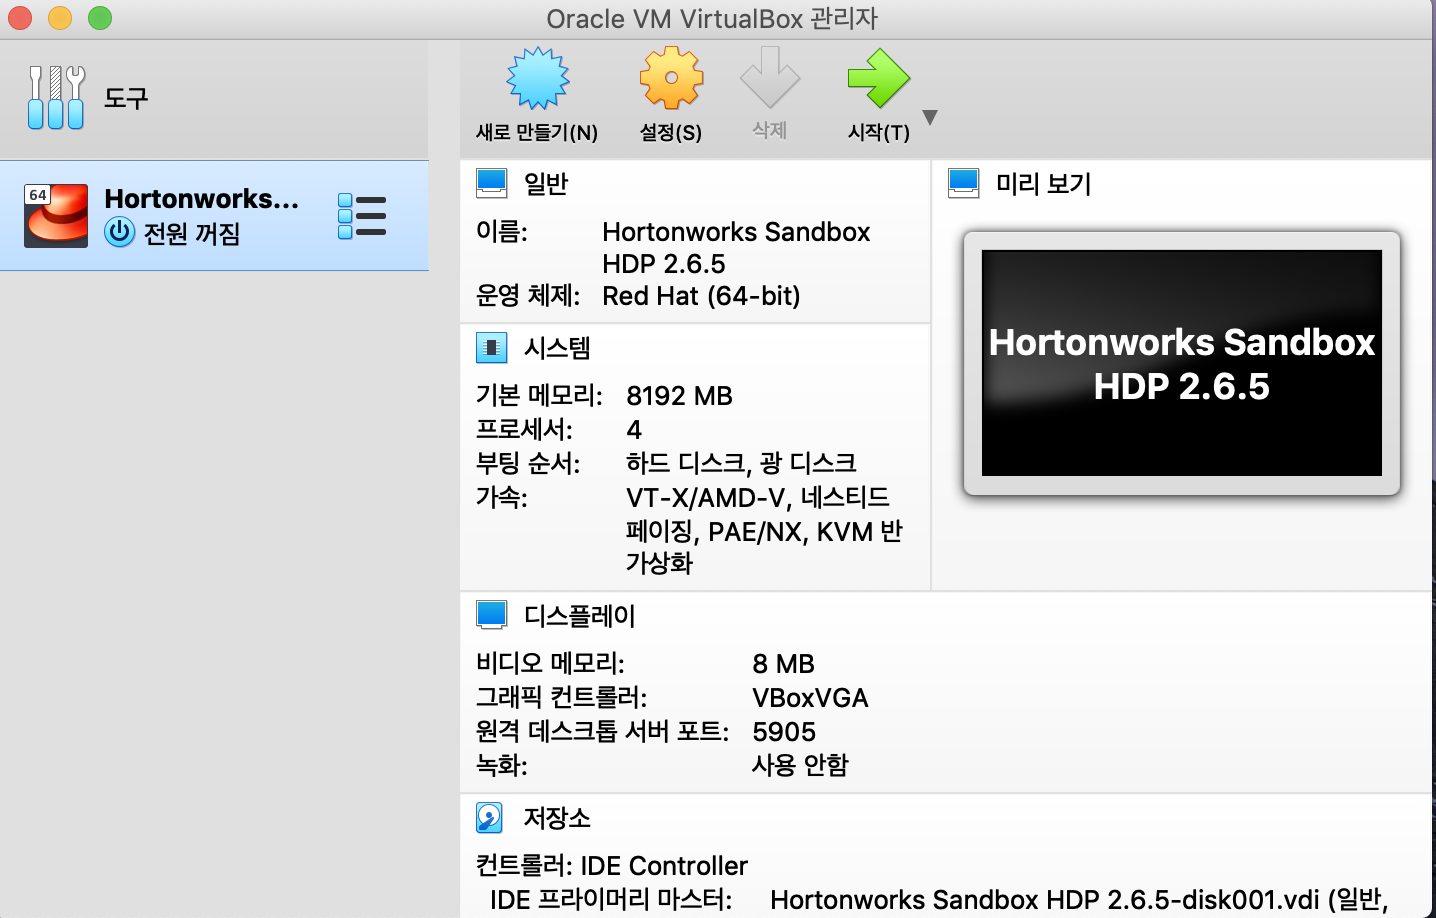 Oracle VM VirtualBox 관리자
도구
새로 만들기(N)
설정(S)
삭제
시작(T)
64
Hortonworks...
전원 꺼짐
일반
이름: Hortonworks Sandbox
HDP 2.6.5
운영 체제: Red Hat (64-bit)
미리 보기
Hortonworks Sandbox
HDP 2.6.5
시스템
기본 메모리: 8192 MB
프로세서: 4
부팅 순서: 하드 디스크, 광 디스크
가속: VT-X/AMD-V, 네스티드
페이징, PAE/NX, KVM 반
가상화
디스플레이
비디오 메모리: 8 MB
그래픽 컨트롤러: VBoxVGA
원격 데스크톱 서버 포트: 5905
녹화: 사용 안함
저장소
컨트롤러: IDE Controller
IDE 프라이머리 마스터: Hortonworks Sandbox HDP 2.6.5-disk001.vdi (일반,